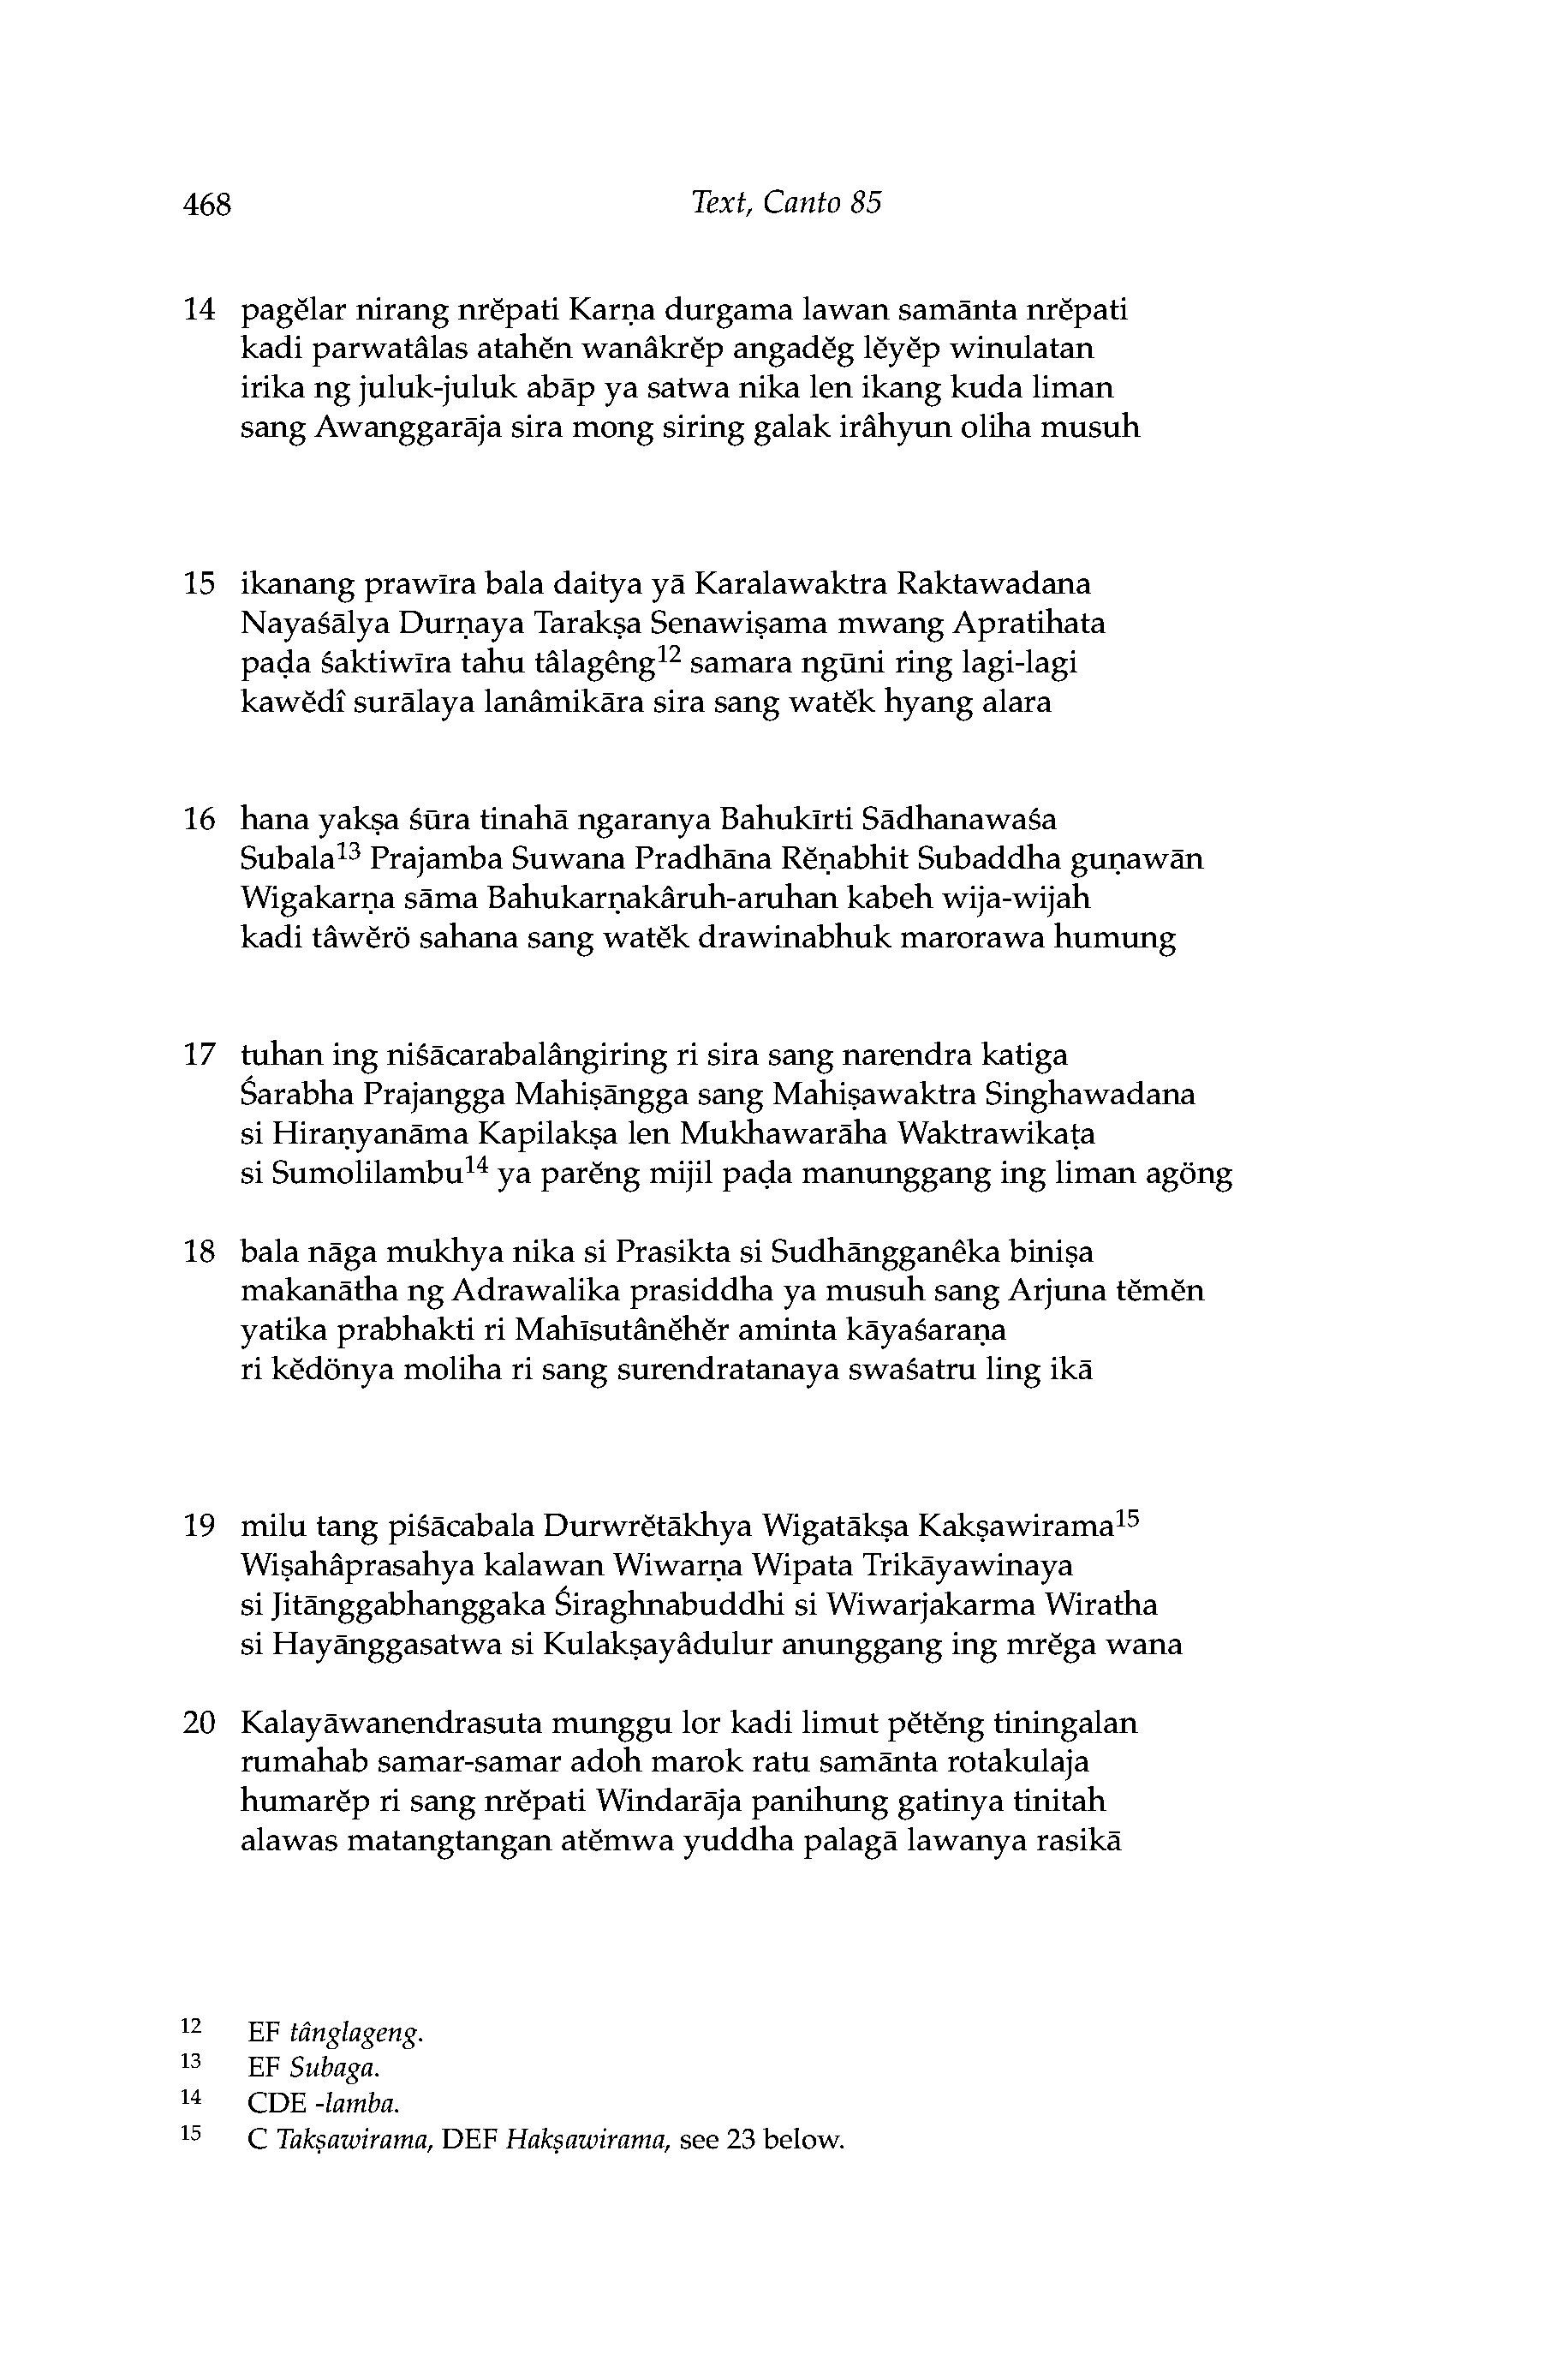 468 Text, Canto 85
14 pagĕlar nirang nrĕpati Karṇa durgama lawan samānta nrĕpati
kadi parwatâlas atahĕn wanâkrĕp angadĕg lĕyĕp winulatan
irika ng juluk-juluk abāp ya satwa nika len ikang kuda liman
sang Awanggarāja sira mong siring galak irâhyun oliha musuh
15 ikanang prawīra bala daitya yā Karalawaktra Raktawadana
Nayaśālya Durṇaya Tarakṣa Senawiṣama mwang Apratihata
paḍa śaktiwīra tahu tâlagêng¹² samara ngūni ring lagi-lagi
kawĕdî surālaya lanâmikāra sira sang watĕk hyang alara
16 hana yakṣa śūra tinahā ngaranya Bahukīrti Sādhanawaśa
Subala¹³ Prajamba Suwana Pradhāna Rĕṇabhit Subaddha guṇawān
Wigakarṇa sāma Bahukarṇakâruh-aruhan kabeh wija-wijah
kadi tâwĕrö sahana sang watĕk drawinabhuk marorawa humung
17 tuhan ing niśācarabalângiring ri sira sang narendra katiga
Śarabha Prajangga Mahiṣāngga sang Mahiṣawaktra Singhawadana
si Hiraṇyanāma Kapilakṣa len Mukhawarāha Waktrawikaṭa
si Sumolilambu¹⁴ ya parĕng mijil paḍa manunggang ing liman agöng
18 bala nāga mukhya nika si Prasikta si Sudhāngganêka biniṣa
makanātha ng Adrawalika prasiddha ya musuh sang Arjuna tĕmĕn
yatika prabhakti ri Mahīsutânĕhĕr aminta kāyaśaraṇa
ri kĕdönya moliha ri sang surendratanaya swaśatru ling ikā
19 milu tang piśācabala Durwrĕtākhya Wigatākṣa Kakṣawirama¹⁵
Wiṣahâprasahya kalawan Wiwarṇa Wipata Trikāyawinaya
si Jitānggabhanggaka Śiraghnabuddhi si Wiwarjakarma Wiratha
si Hayānggasatwa si Kulakṣayâdulur anunggang ing mrĕga wana
20 Kalayāwanendrasuta munggu lor kadi limut pĕtĕng tiningalan
rumahab samar-samar adoh marok ratu samānta rotakulaja
humarĕp ri sang nrĕpati Windarāja panihung gatinya tinitah
alawas matangtangan atĕmwa yuddha palagā lawanya rasikā
12 EF tânglageng.
13 EF Subaga.
14 CDE -lamba.
15 C Takṣawirama, DEF Hakṣawirama, see 23 below.